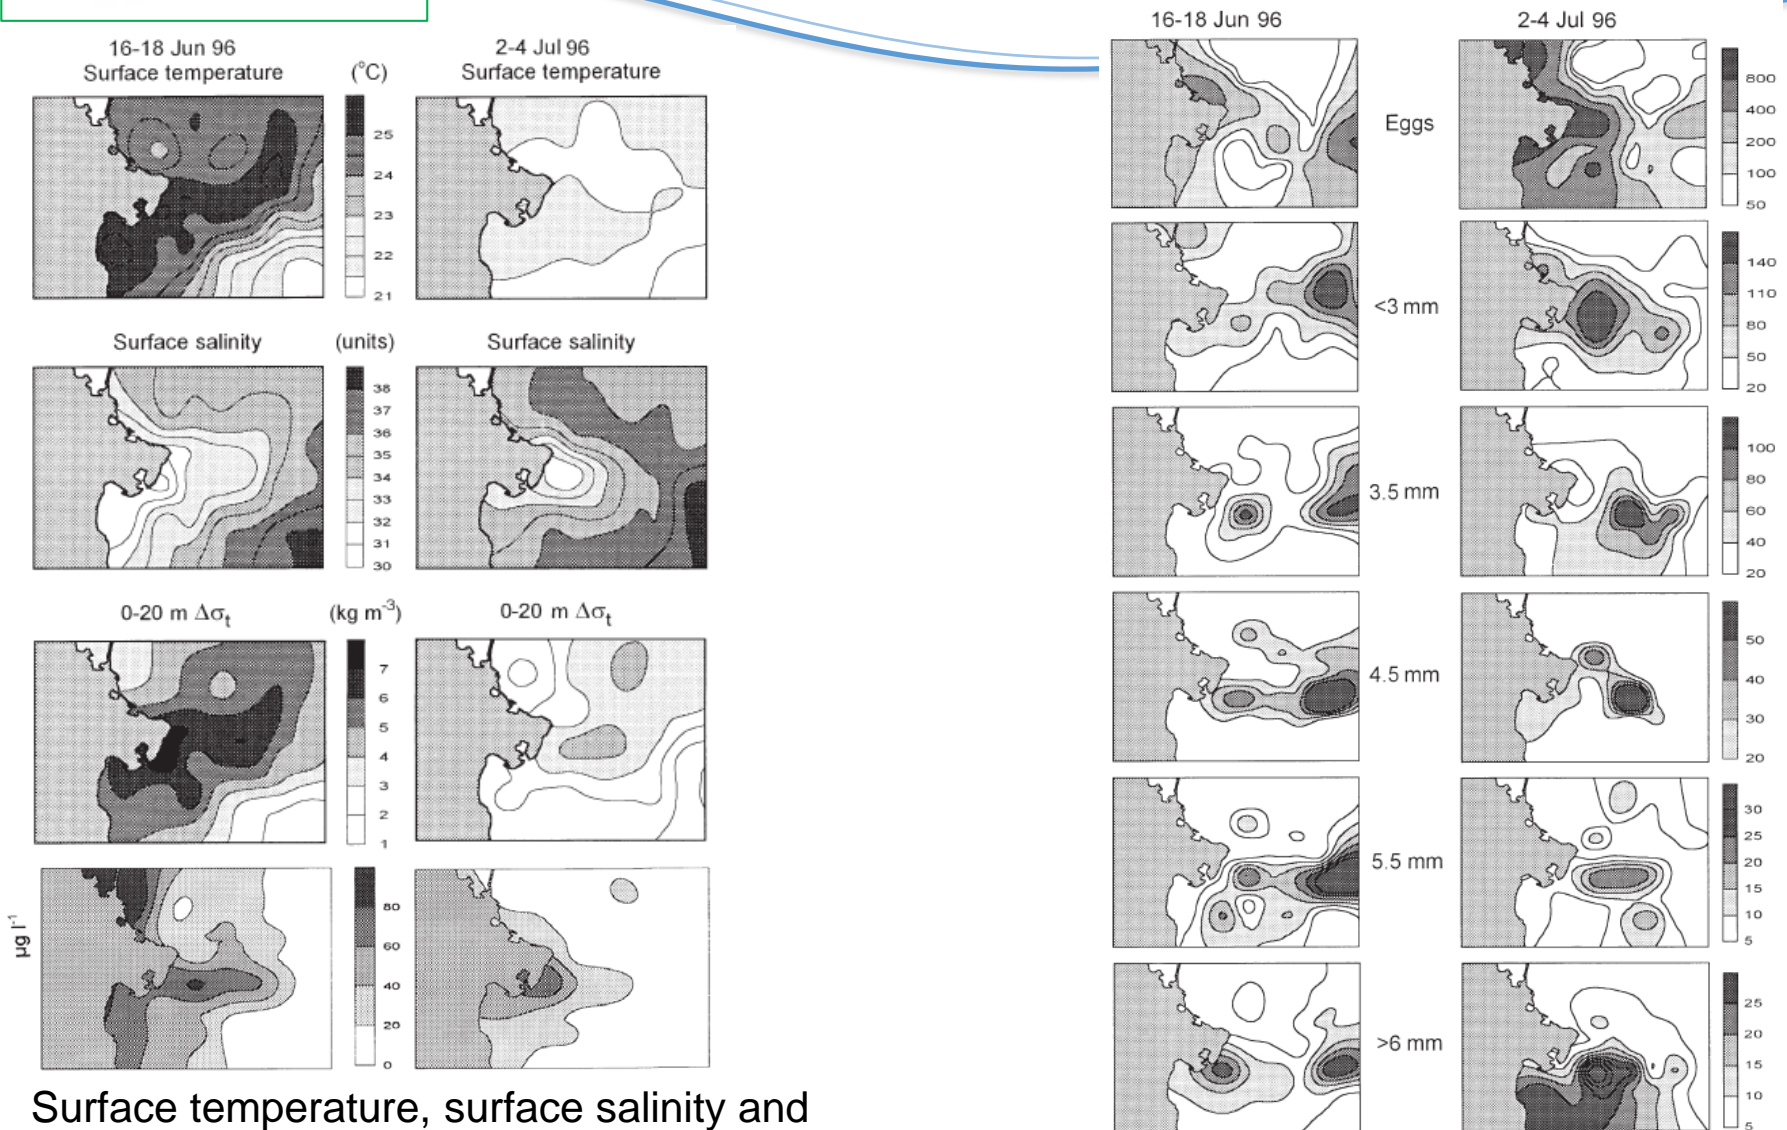 16-18 Jun 96
Surface temperature
(°C)
2-4 Jul 96
Surface temperature
25
24
23
22
21
Surface salinity
(units)
Surface salinity
38
37
36
35
34
33
32
31
30
0-20 m Δσt
(kg m-3)
0-20 m Δσt
7
6
5
4
3
2
1
µg l-1
80
60
40
20
0
Surface temperature, surface salinity and
16-18 Jun 96
2-4 Jul 96
Eggs
800
400
200
100
50
<3 mm
140
110
80
50
20
3.5 mm
100
80
60
40
20
4.5 mm
50
40
30
20
5.5 mm
30
25
20
15
10
5
>6 mm
25
20
15
10
5